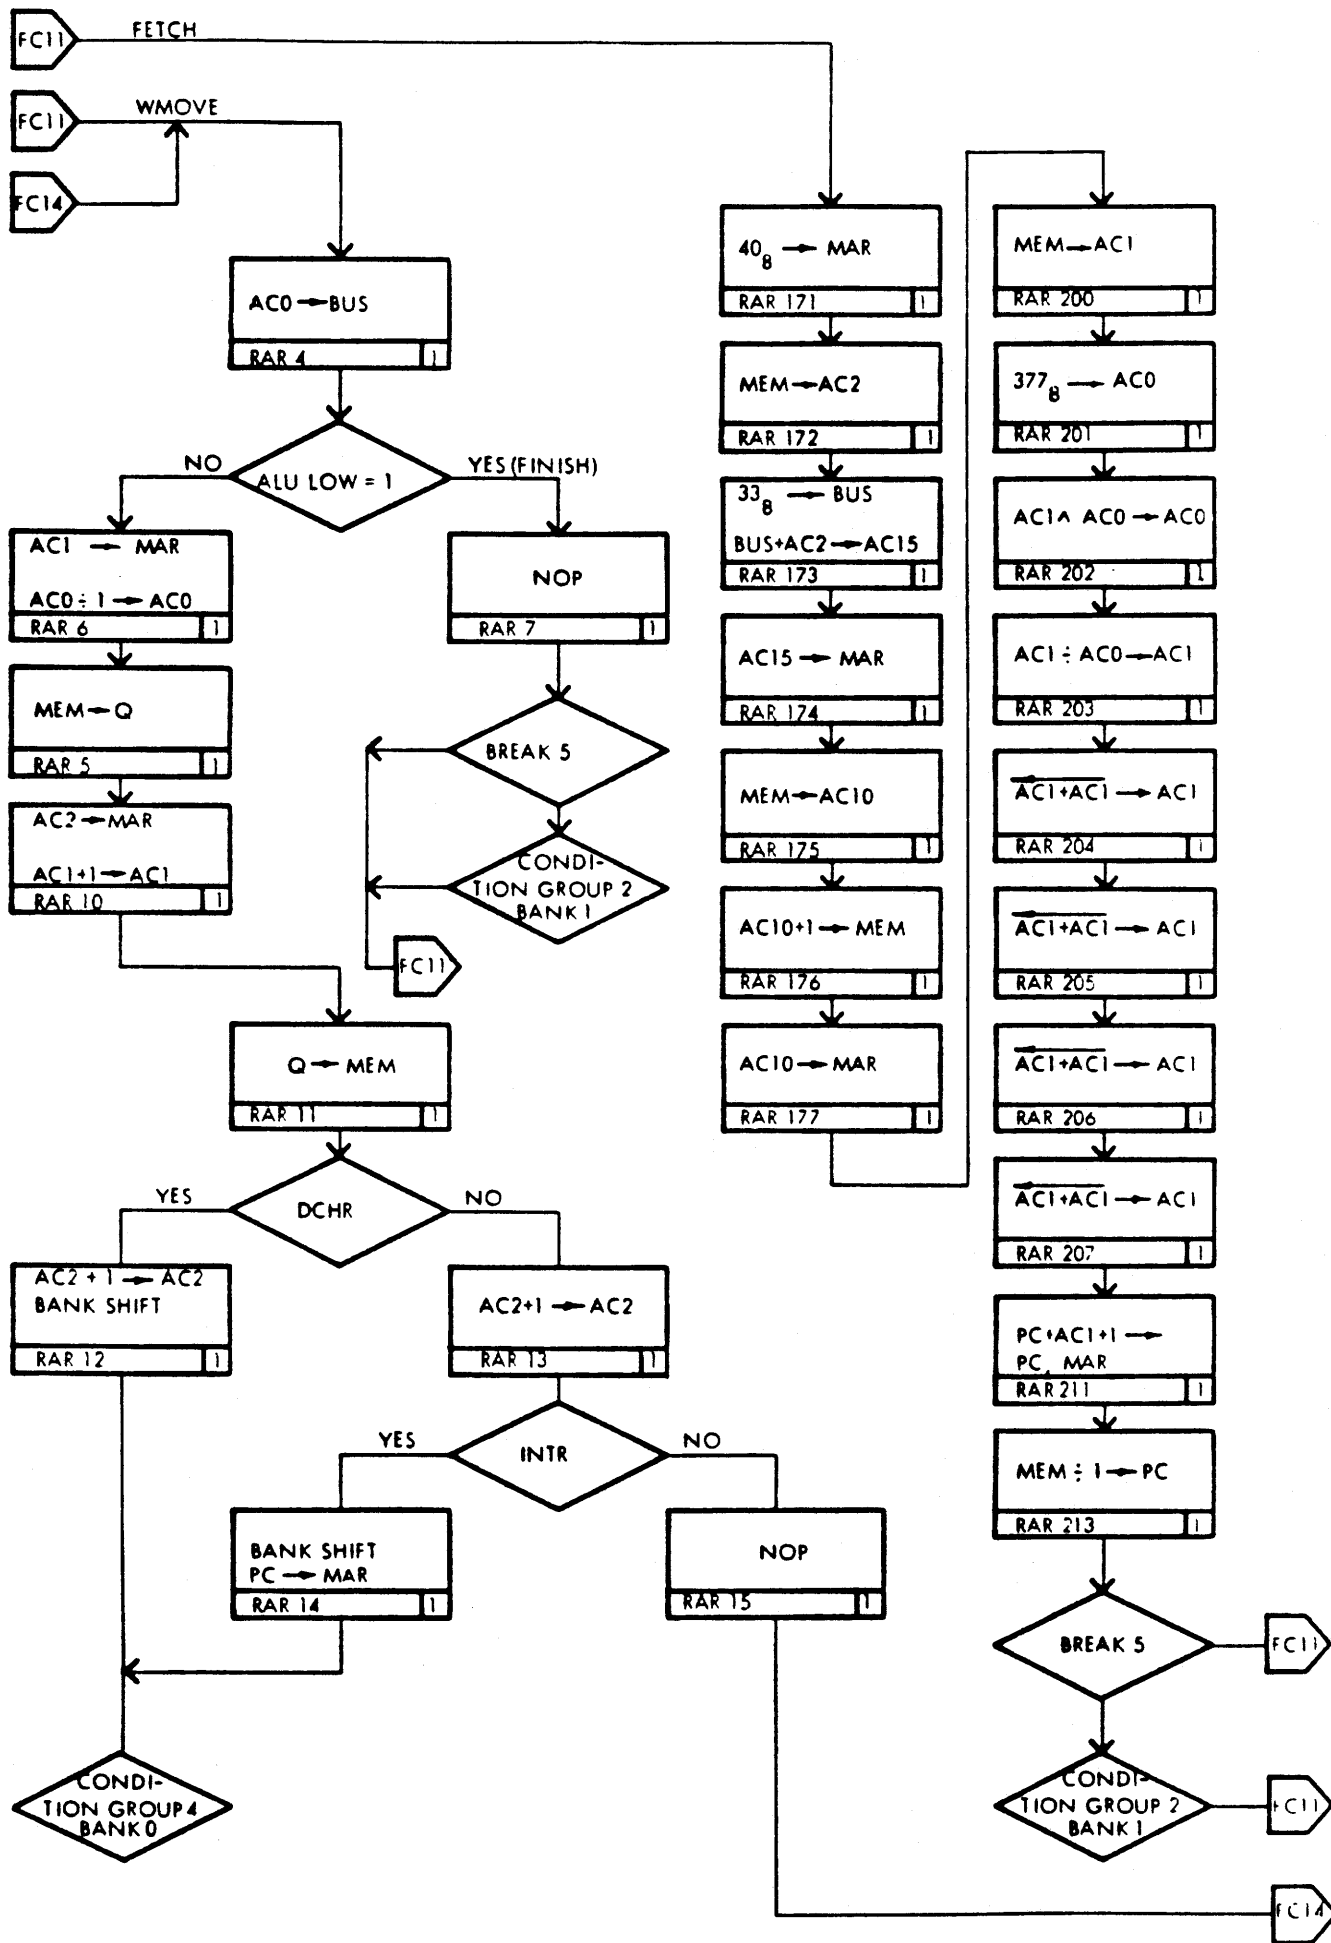 FC11
FETCH
FC11
WMOVE
FC14
AC0 → BUS
RAR 4 1
ALU LOW = 1
NO
YES (FINISH)
AC1 → MAR
AC0 ÷ 1 → AC0
RAR 6 1
MEM → Q
RAR 5 1
AC2 → MAR
AC1+1 → AC1
RAR 10 1
NOP
RAR 7 1
BREAK 5
CONDI-
TION GROUP 2
BANK 1
FC11
Q → MEM
RAR 11 1
DCHR
YES
NO
AC2 + 1 → AC2
BANK SHIFT
RAR 12 1
AC2+1 → AC2
RAR 13 1
INTR
YES
NO
BANK SHIFT
PC → MAR
RAR 14 1
NOP
RAR 15 1
CONDI-
TION GROUP 4
BANK 0
40₈ → MAR
RAR 171 1
MEM → AC2
RAR 172 1
33₈ → BUS
BUS+AC2 → AC15
RAR 173 1
AC15 → MAR
RAR 174 1
MEM → AC10
RAR 175 1
AC10+1 → MEM
RAR 176 1
AC10 → MAR
RAR 177 1
MEM → AC1
RAR 200 1
377₈ → AC0
RAR 201 1
AC1 ∧ AC0 → AC0
RAR 202 1
AC1 ÷ AC0 → AC1
RAR 203 1
AC1+AC1 → AC1
RAR 204 1
AC1+AC1 → AC1
RAR 205 1
AC1+AC1 → AC1
RAR 206 1
AC1+AC1 → AC1
RAR 207 1
PC+AC1+1 →
PC, MAR
RAR 211 1
MEM ÷ 1 → PC
RAR 213 1
BREAK 5
FC11
CONDI-
TION GROUP 2
BANK 1
FC11
FC14